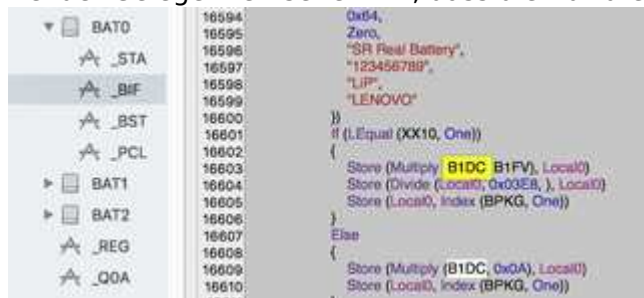 BAT0
_STA
_BIF
_BST
_PCL
BAT1
BAT2
_REG
_Q0A
16594 0x64,
16595 Zero,
16596 "SR Real Battery",
16597 "123456789",
16598 "LiP",
16599 "LENOVO"
16600 })
16601 If (LEqual (XX10, One))
16602 {
16603 Store (Multiply (B1DC, B1FV), Local0)
16604 Store (Divide (Local0, 0x03E8, ), Local0)
16605 Store (Local0, Index (BPKG, One))
16606 }
16607 Else
16608 {
16609 Store (Multiply (B1DC, 0x0A), Local0)
16610 Store (Local0, Index (BPKG, One))